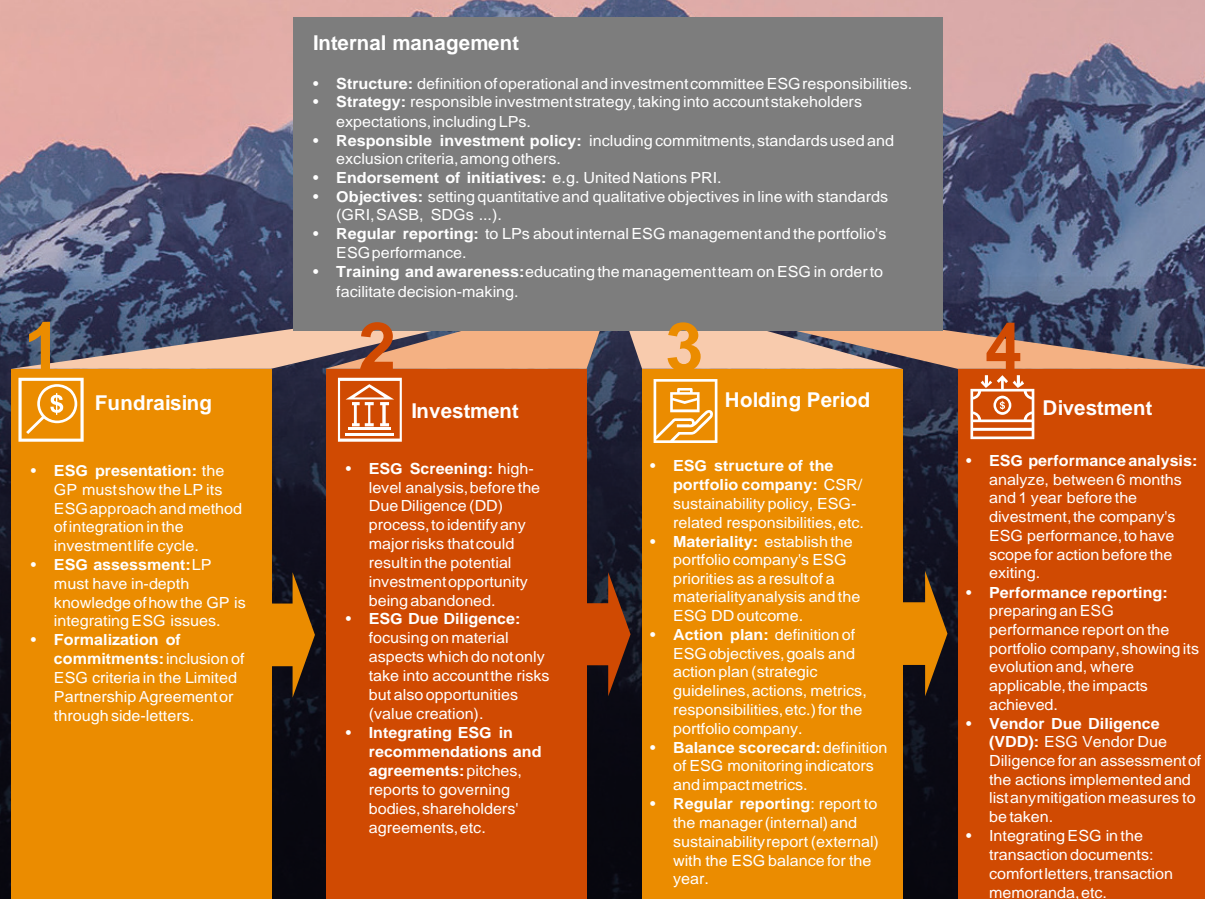 Internal management
• Structure: definition of operational and investment committee ESG responsibilities.
• Strategy: responsible investment strategy, taking into account stakeholders
expectations, including LPs.
• Responsible investment policy: including commitments, standards used and
exclusion criteria, among others.
• Endorsement of initiatives: e.g. United Nations PRI.
• Objectives: setting quantitative and qualitative objectives in line with standards
(GRI, SASB, SDGs ...).
• Regular reporting: to LPs about internal ESG management and the portfolio's
ESG performance.
• Training and awareness: educating the management team on ESG in order to
facilitate decision-making.
1
$
Fundraising
• ESG presentation: the
GP must show the LP its
ESG approach and method
of integration in the
investment life cycle.
• ESG assessment: LP
must have in-depth
knowledge of how the GP is
integrating ESG issues.
• Formalization of
commitments: inclusion of
ESG criteria in the Limited
Partnership Agreement or
through side-letters.
2
Investment
• ESG Screening: high-
level analysis, before the
Due Diligence (DD)
process, to identify any
major risks that could
result in the potential
investment opportunity
being abandoned.
• ESG Due Diligence:
focusing on material
aspects which do not only
take into account the risks
but also opportunities
(value creation).
• Integrating ESG in
recommendations and
agreements: pitches,
reports to governing
bodies, shareholders'
agreements, etc.
3
Holding Period
• ESG structure of the
portfolio company: CSR/
sustainability policy, ESG-
related responsibilities, etc.
• Materiality: establish the
portfolio company's ESG
priorities as a result of a
materiality analysis and the
ESG DD outcome.
• Action plan: definition of
ESG objectives, goals and
action plan (strategic
guidelines, actions, metrics,
responsibilities, etc.) for the
portfolio company.
• Balance scorecard: definition
of ESG monitoring indicators
and impact metrics.
• Regular reporting: report to
the manager (internal) and
sustainability report (external)
with the ESG balance for the
year.
4
$
Divestment
• ESG performance analysis:
analyze, between 6 months
and 1 year before the
divestment, the company's
ESG performance, to have
scope for action before the
exiting.
• Performance reporting:
preparing an ESG
performance report on the
portfolio company, showing its
evolution and, where
applicable, the impacts
achieved.
• Vendor Due Diligence
(VDD): ESG Vendor Due
Diligence for an assessment of
the actions implemented and
list any mitigation measures to
be taken.
• Integrating ESG in the
transaction documents:
comfort letters, transaction
memoranda, etc.